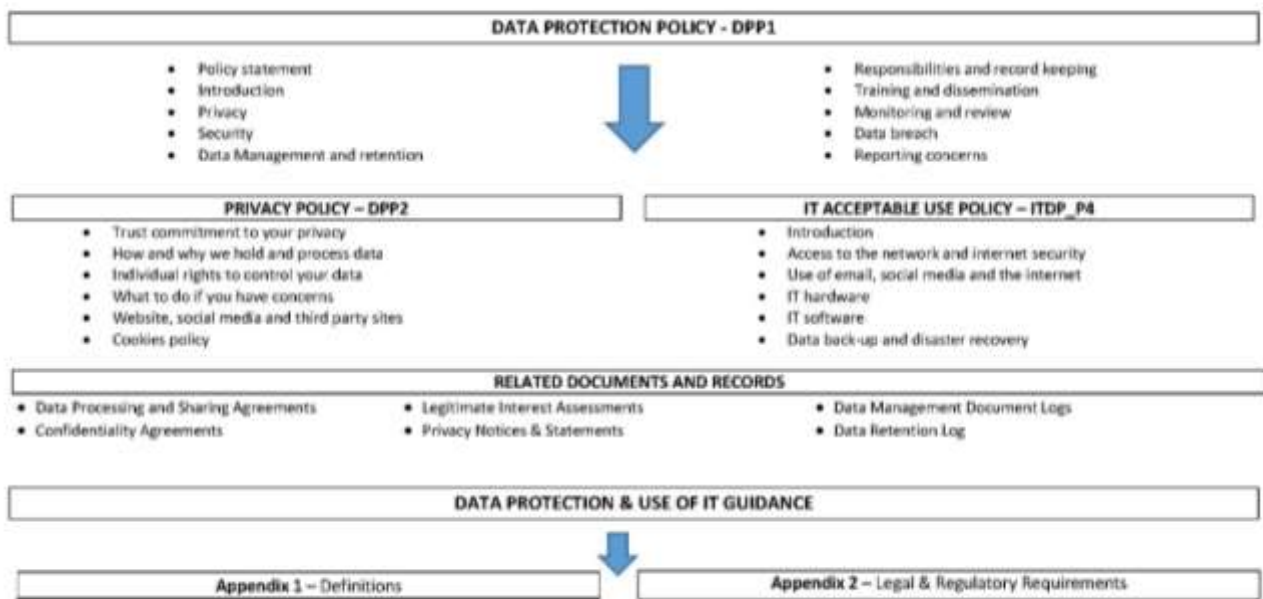 DATA PROTECTION POLICY - DPP1
• Policy statement
• Introduction
• Privacy
• Security
• Data Management and retention
• Responsibilities and record keeping
• Training and dissemination
• Monitoring and review
• Data breach
• Reporting concerns
PRIVACY POLICY – DPP2
• Trust commitment to your privacy
• How and why we hold and process data
• Individual rights to control your data
• What to do if you have concerns
• Website, social media and third party sites
• Cookies policy
IT ACCEPTABLE USE POLICY – ITDP_P4
• Introduction
• Access to the network and internet security
• Use of email, social media and the internet
• IT hardware
• IT software
• Data back-up and disaster recovery
RELATED DOCUMENTS AND RECORDS
• Data Processing and Sharing Agreements
• Confidentiality Agreements
• Legitimate Interest Assessments
• Privacy Notices & Statements
• Data Management Document Logs
• Data Retention Log
DATA PROTECTION & USE OF IT GUIDANCE
Appendix 1 – Definitions
Appendix 2 – Legal & Regulatory Requirements